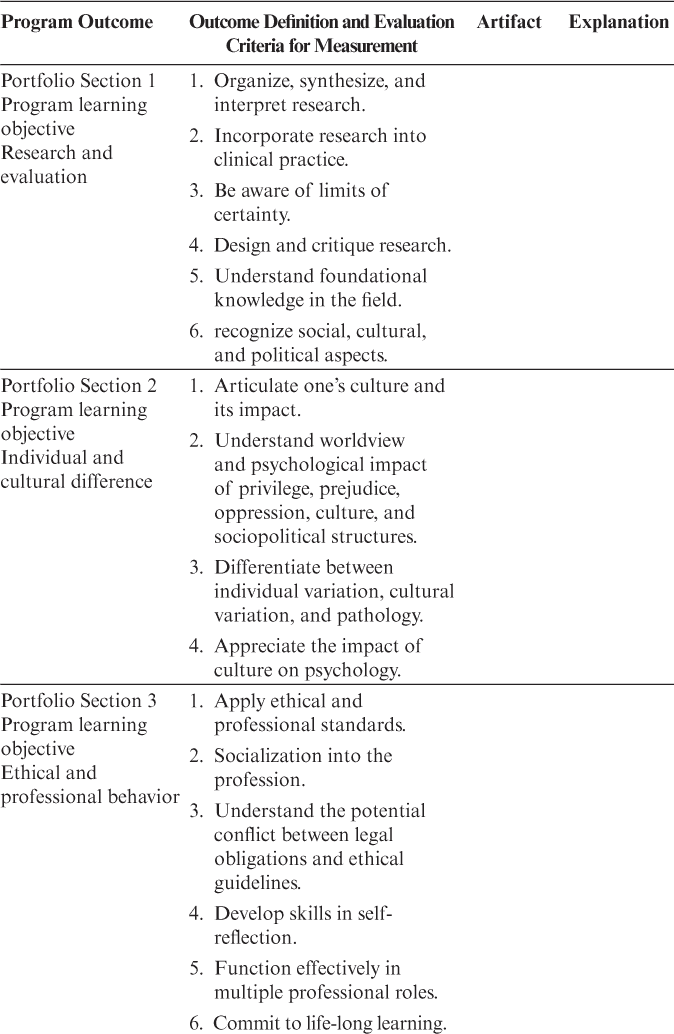 Program Outcome
Outcome Definition and Evaluation
Criteria for Measurement
Artifact
Explanation
Portfolio Section 1
Program learning
objective
Research and
evaluation
1. Organize, synthesize, and
interpret research.
2. Incorporate research into
clinical practice.
3. Be aware of limits of
certainty.
4. Design and critique research.
5. Understand foundational
knowledge in the field.
6. recognize social, cultural,
and political aspects.
Portfolio Section 2
Program learning
objective
Individual and
cultural difference
1. Articulate one’s culture and
its impact.
2. Understand worldview
and psychological impact
of privilege, prejudice,
oppression, culture, and
sociopolitical structures.
3. Differentiate between
individual variation, cultural
variation, and pathology.
4. Appreciate the impact of
culture on psychology.
Portfolio Section 3
Program learning
objective
Ethical and
professional behavior
1. Apply ethical and
professional standards.
2. Socialization into the
profession.
3. Understand the potential
conflict between legal
obligations and ethical
guidelines.
4. Develop skills in self-
reflection.
5. Function effectively in
multiple professional roles.
6. Commit to life-long learning.